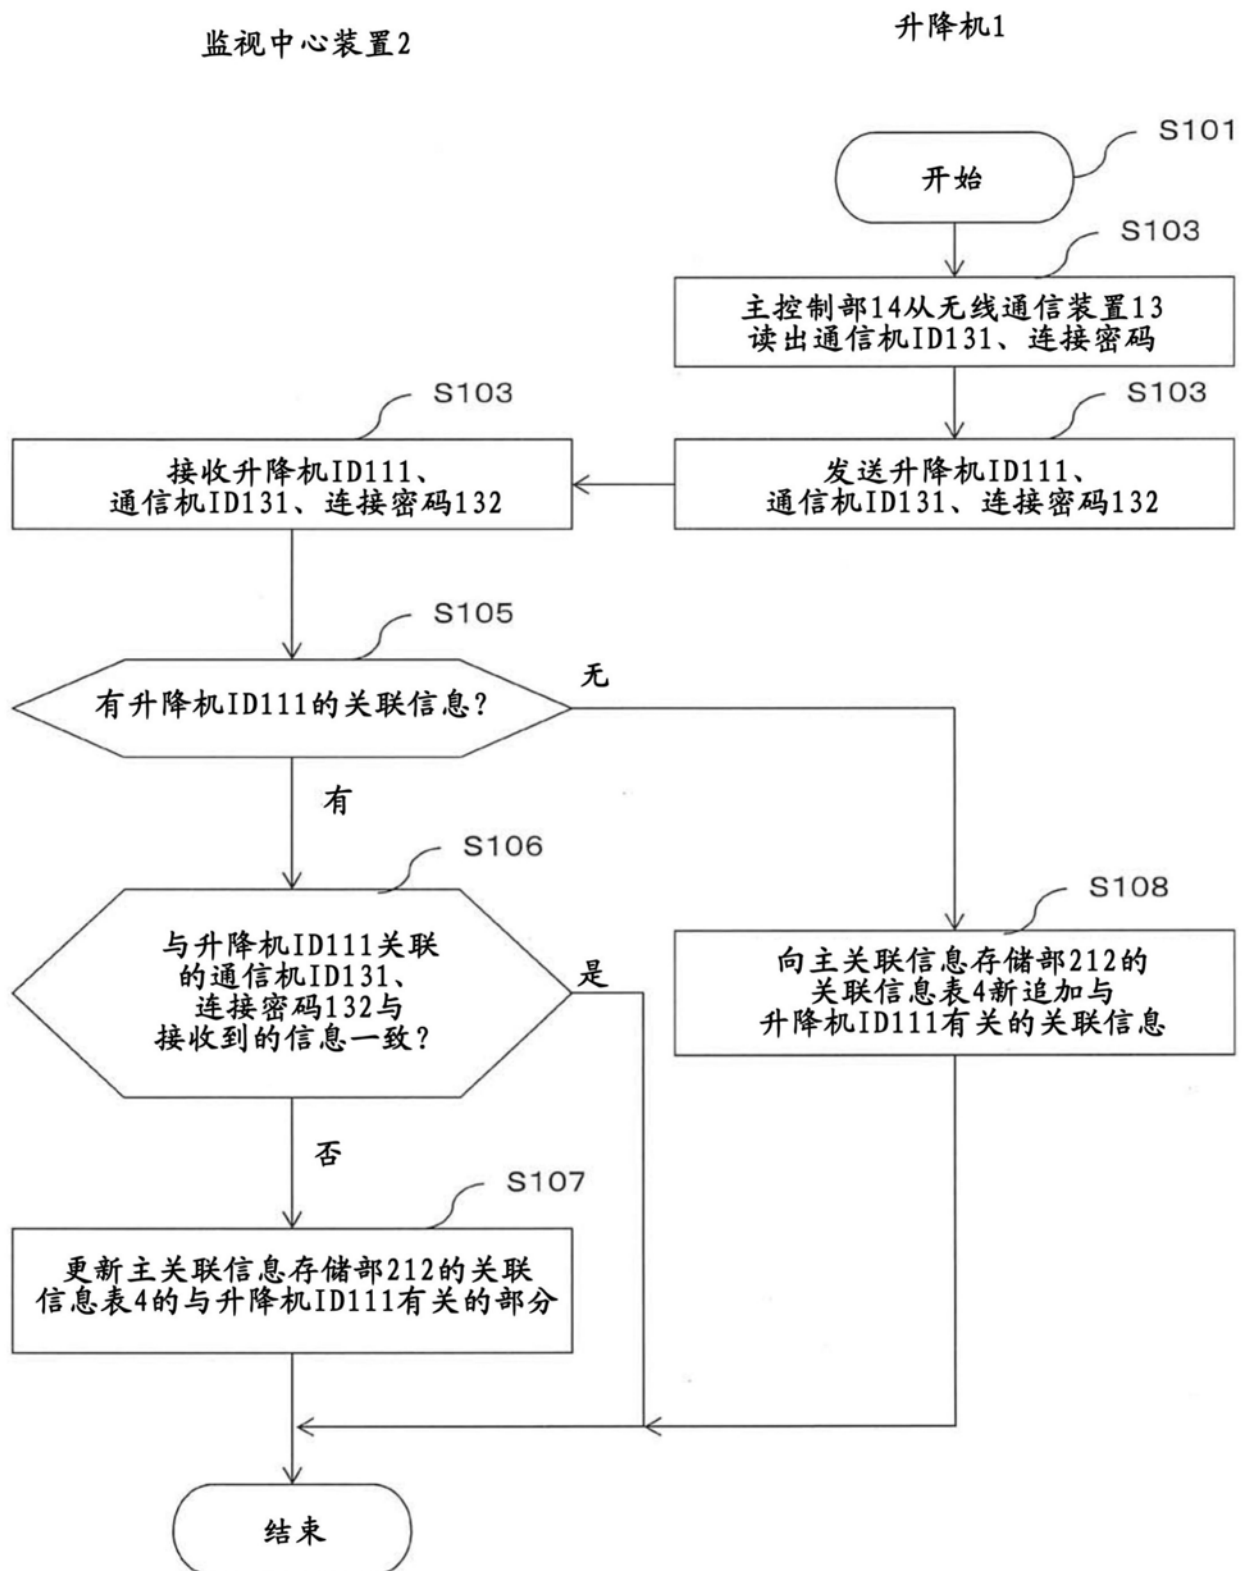 监视中心装置2
升降机1
S101
开始
S103
主控制部14从无线通信装置13
读出通信机ID131、连接密码
S103
发送升降机ID111、
通信机ID131、连接密码132
S103
接收升降机ID111、
通信机ID131、连接密码132
S105
有升降机ID111的关联信息?
无
有
S106
与升降机ID111关联
的通信机ID131、
连接密码132与
接收到的信息一致?
是
否
S108
向主关联信息存储部212的
关联信息表4新追加与
升降机ID111有关的关联信息
S107
更新主关联信息存储部212的关联
信息表4的与升降机ID111有关的部分
结束